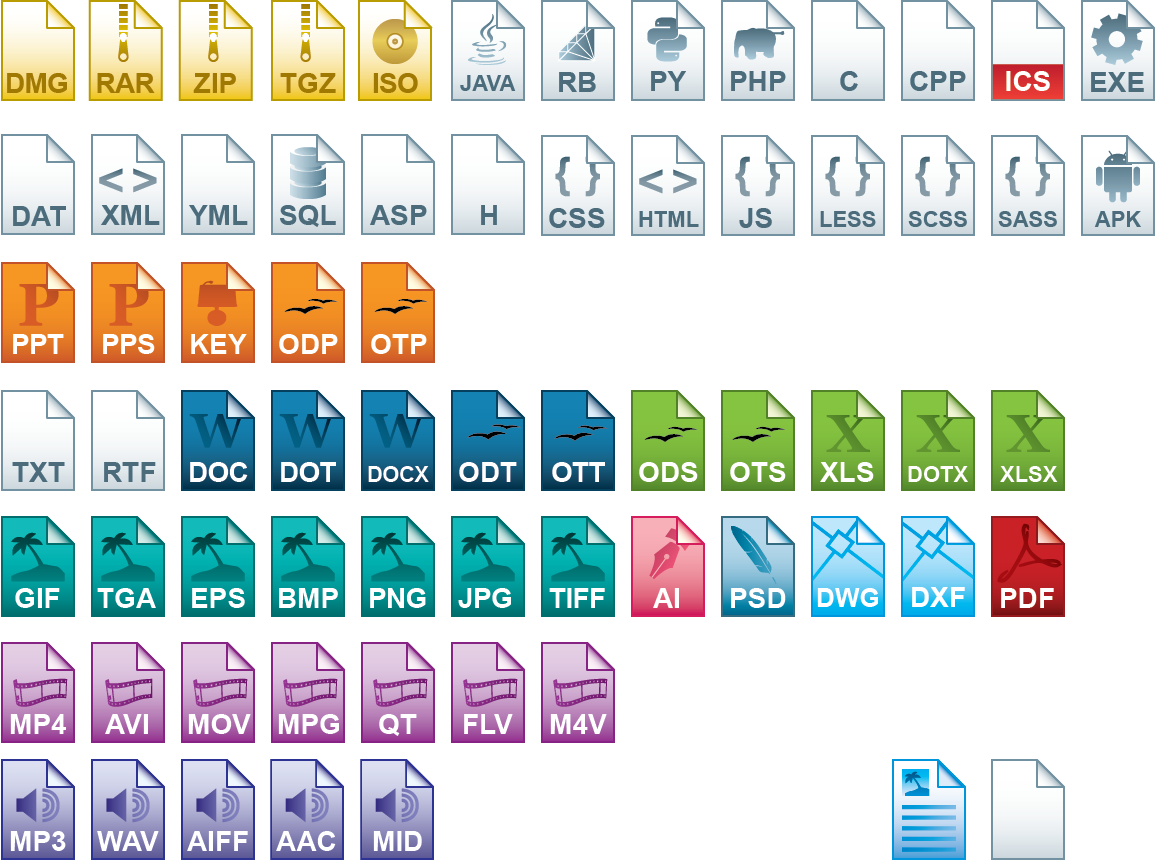 DMG RAR ZIP TGZ ISO JAVA RB PY PHP C CPP ICS EXE
DAT <> XML YML SQL ASP H {} CSS <> HTML {} JS {} LESS {} SCSS {} SASS APK
P PPT P PPS KEY ODP OTP
TXT RTF W DOC W DOT W DOCX ODT OTT ODS OTS X XLS X DOTX X XLSX
GIF TGA EPS BMP PNG JPG TIFF AI PSD DWG DXF PDF
MP4 AVI MOV MPG QT FLV M4V
MP3 WAV AIFF AAC MID